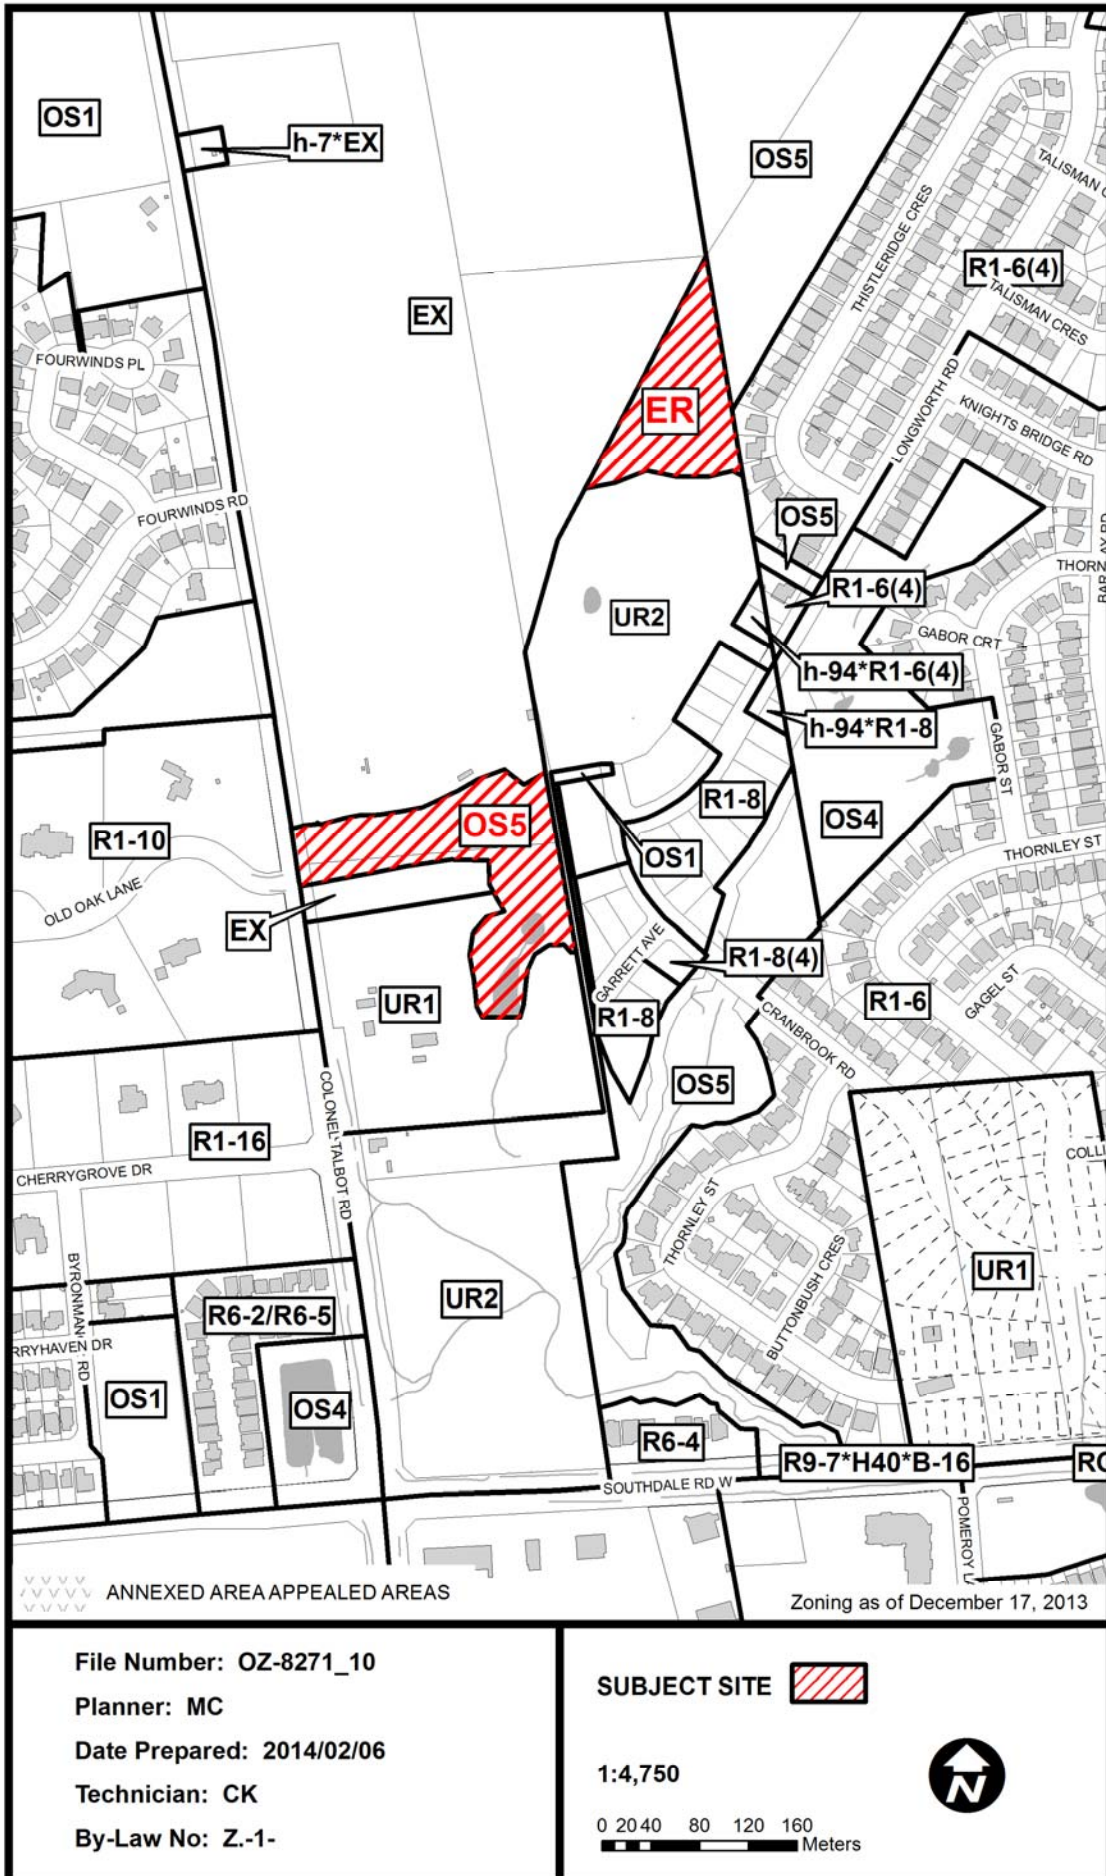 OS1
h-7*EX
OS5
TALISMAN C
THISTLERIDGE CRES
R1-6(4)
TALISMAN CRES
EX
FOURWINDS PL
ER
LONGWORTH RD
KNIGHTS BRIDGE RD
FOURWINDS RD
OS5
BARCLAY RD
THORN
R1-6(4)
UR2
GABOR CRT
h-94*R1-6(4)
h-94*R1-8
GABOR ST
R1-8
OS5
OS4
R1-10
THORNLEY ST
OS1
OLD OAK LANE
EX
GARRETT AVE
R1-8(4)
GAGEL ST
R1-6
UR1
R1-8
CRANBROOK RD
OS5
COLONEL TALBOT RD
R1-16
COLLI
CHERRYGROVE DR
THORNLEY ST
BUTTONBUSH CRES
UR1
UR2
R6-2/R6-5
RRYHAVEN DR
OS1
OS4
R6-4
R9-7*H40*B-16
RO
SOUTHDALE RD W
ANNEXED AREA APPEALED AREAS
Zoning as of December 17, 2013
File Number: OZ-8271_10
Planner: MC
Date Prepared: 2014/02/06
Technician: CK
By-Law No: Z.-1-
SUBJECT SITE
1:4,750
N
0 20 40 80 120 160
Meters